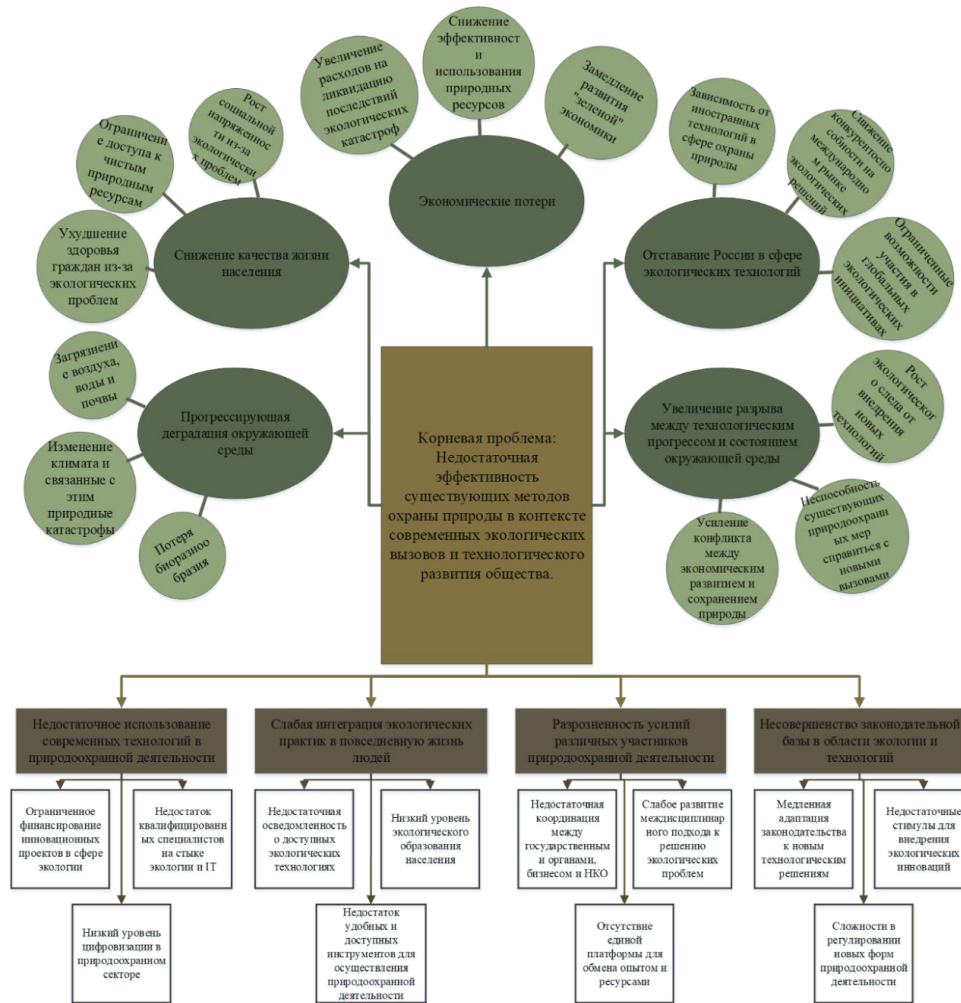 Снижение
эффективност
и
использования
природных
ресурсов
Увеличение
расходов на
ликвидацию
последствий
экологических
катастроф
Замедление
развития
"зеленой"
экономики
Экономические потери
Рост
социальной
напряженнос
ти из-за
экологически
х проблем
Ограничени
е доступа к
чистым
природным
ресурсам
Ухудшение
здоровья
граждан из-за
экологических
проблем
Снижение качества жизни
населения
Зависимость от
иностранных
технологий в
сфере охраны
природы
Снижение
конкурентоспо
собности на
международно
м рынке
экологических
решений
Ограниченные
возможности
участия в
глобальных
экологических
инициативах
Отставание России в сфере
экологических технологий
Загрязнени
е воздуха,
воды и
почвы
Изменение
климата и
связанные с
этим
природные
катастрофы
Потеря
биоразноо
бразия
Прогрессирующая
деградация окружающей
среды
Увеличение разрыва между
технологическим
прогрессом и состоянием
окружающей среды
Рост
экологическог
о следа от
внедрения
новых
технологий
Неспособность
существующих
природоохранн
ых мер
справиться с
новыми
вызовами
Усиление
конфликта
между
экономическим
развитием и
сохранением
природы
Корневая проблема:
Недостаточная
эффективность
существующих методов
охраны природы в контексте
современных экологических
вызовов и технологического
развития общества.
Недостаточное использование
современных технологий в
природоохранной деятельности
Ограниченное
финансирование
инновационных
проектов в сфере
экологии
Недостаток
квалифицирован
ных специалистов
на стыке
экологии и IT
Низкий уровень
цифровизации в
природоохранном
секторе
Слабая интеграция экологических
практик в повседневную жизнь
людей
Недостаточная
осведомленность
о доступных
экологических
технологиях
Низкий уровень
экологического
образования
населения
Недостаток
удобных и
доступных
инструментов для
осуществления
природоохранной
деятельности
Разрозненность усилий
различных участников
природоохранной деятельности
Недостаточная
координация
между
государственным
и органами,
бизнесом и НКО
Слабое развитие
междисциплинар
ного подхода к
решению
экологических
проблем
Отсутствие
единой
платформы для
обмена опытом и
ресурсами
Несовершенство законодательной
базы в области экологии и
технологий
Медленная
адаптация
законодательства
к новым
технологическим
решениям
Недостаточные
стимулы для
внедрения
экологических
инноваций
Сложности в
регулировании
новых форм
природоохранной
деятельности